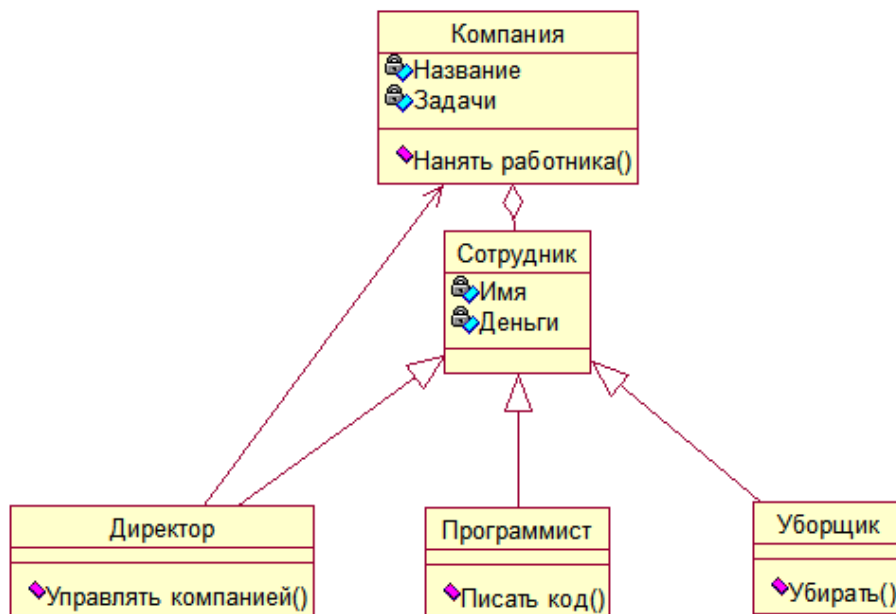 Компания
Название
Задачи
Нанять работника()
Сотрудник
Имя
Деньги
Директор
Управлять компанией()
Программист
Писать код()
Уборщик
Убирать()